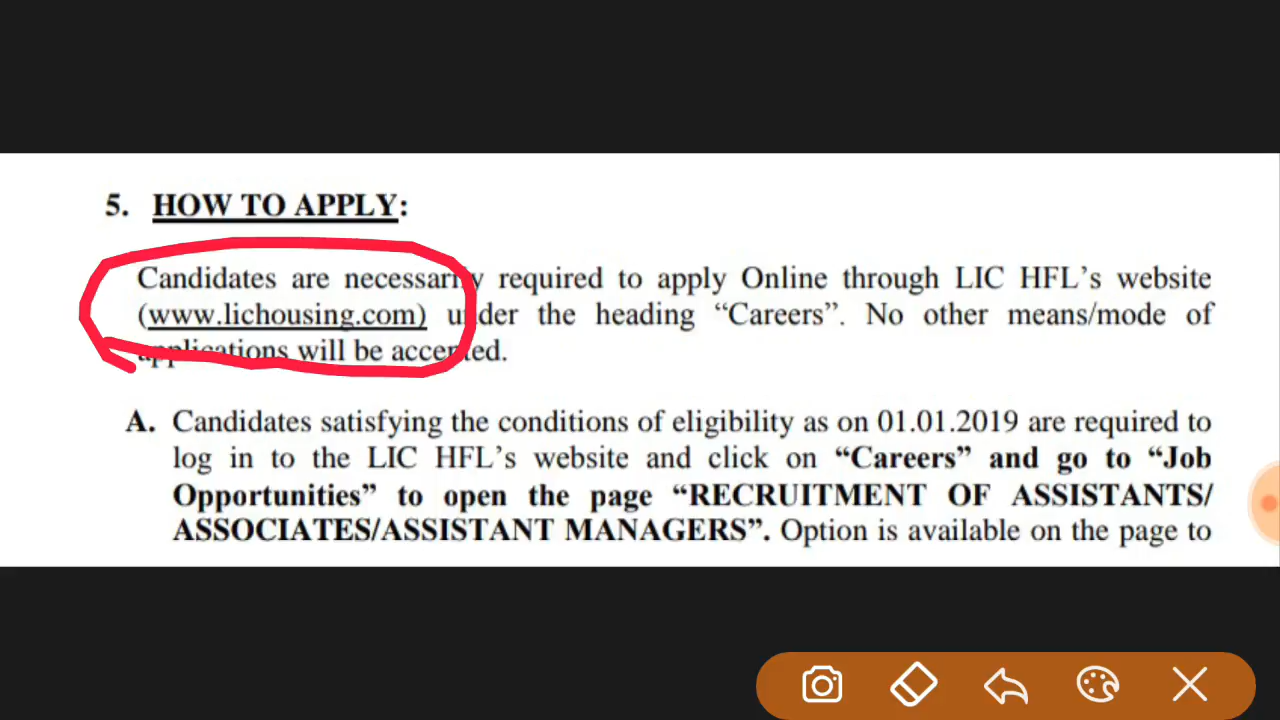 5. HOW TO APPLY:
Candidates are necessarily required to apply Online through LIC HFL's website
(www.lichousing.com) under the heading “Careers”. No other means/mode of
applications will be accepted.
A. Candidates satisfying the conditions of eligibility as on 01.01.2019 are required to
log in to the LIC HFL's website and click on “Careers” and go to “Job
Opportunities” to open the page “RECRUITMENT OF ASSISTANTS/
ASSOCIATES/ASSISTANT MANAGERS”. Option is available on the page to